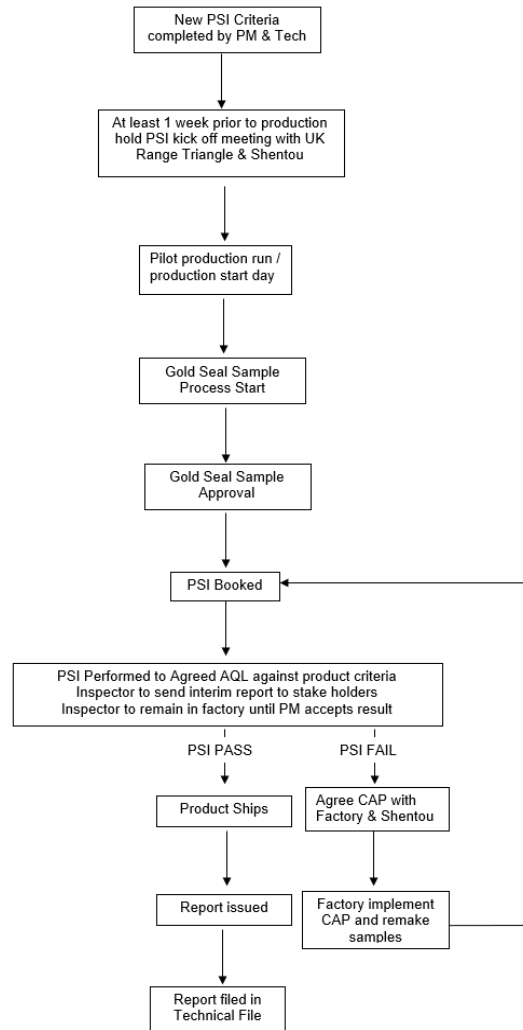 New PSI Criteria
completed by PM & Tech
At least 1 week prior to production
hold PSI kick off meeting with UK
Range Triangle & Shentou
Pilot production run /
production start day
Gold Seal Sample
Process Start
Gold Seal Sample
Approval
PSI Booked
PSI Performed to Agreed AQL against product criteria
Inspector to send interim report to stake holders
Inspector to remain in factory until PM accepts result
PSI PASS
PSI FAIL
Product Ships
Agree CAP with
Factory & Shentou
Report issued
Factory implement
CAP and remake
samples
Report filed in
Technical File